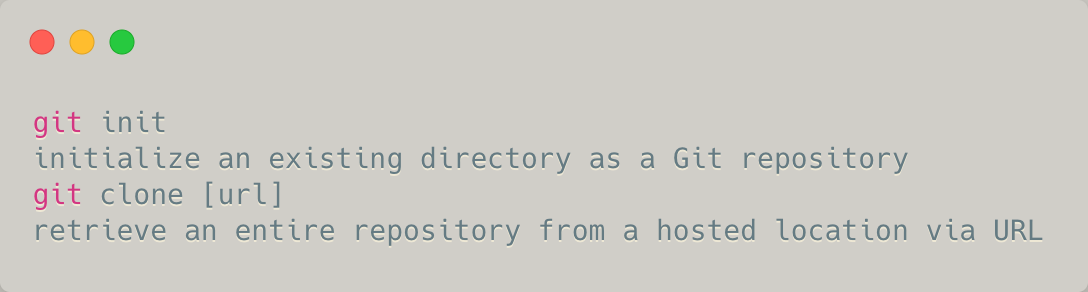 git init
initialize an existing directory as a Git repository
git clone [url]
retrieve an entire repository from a hosted location via URL